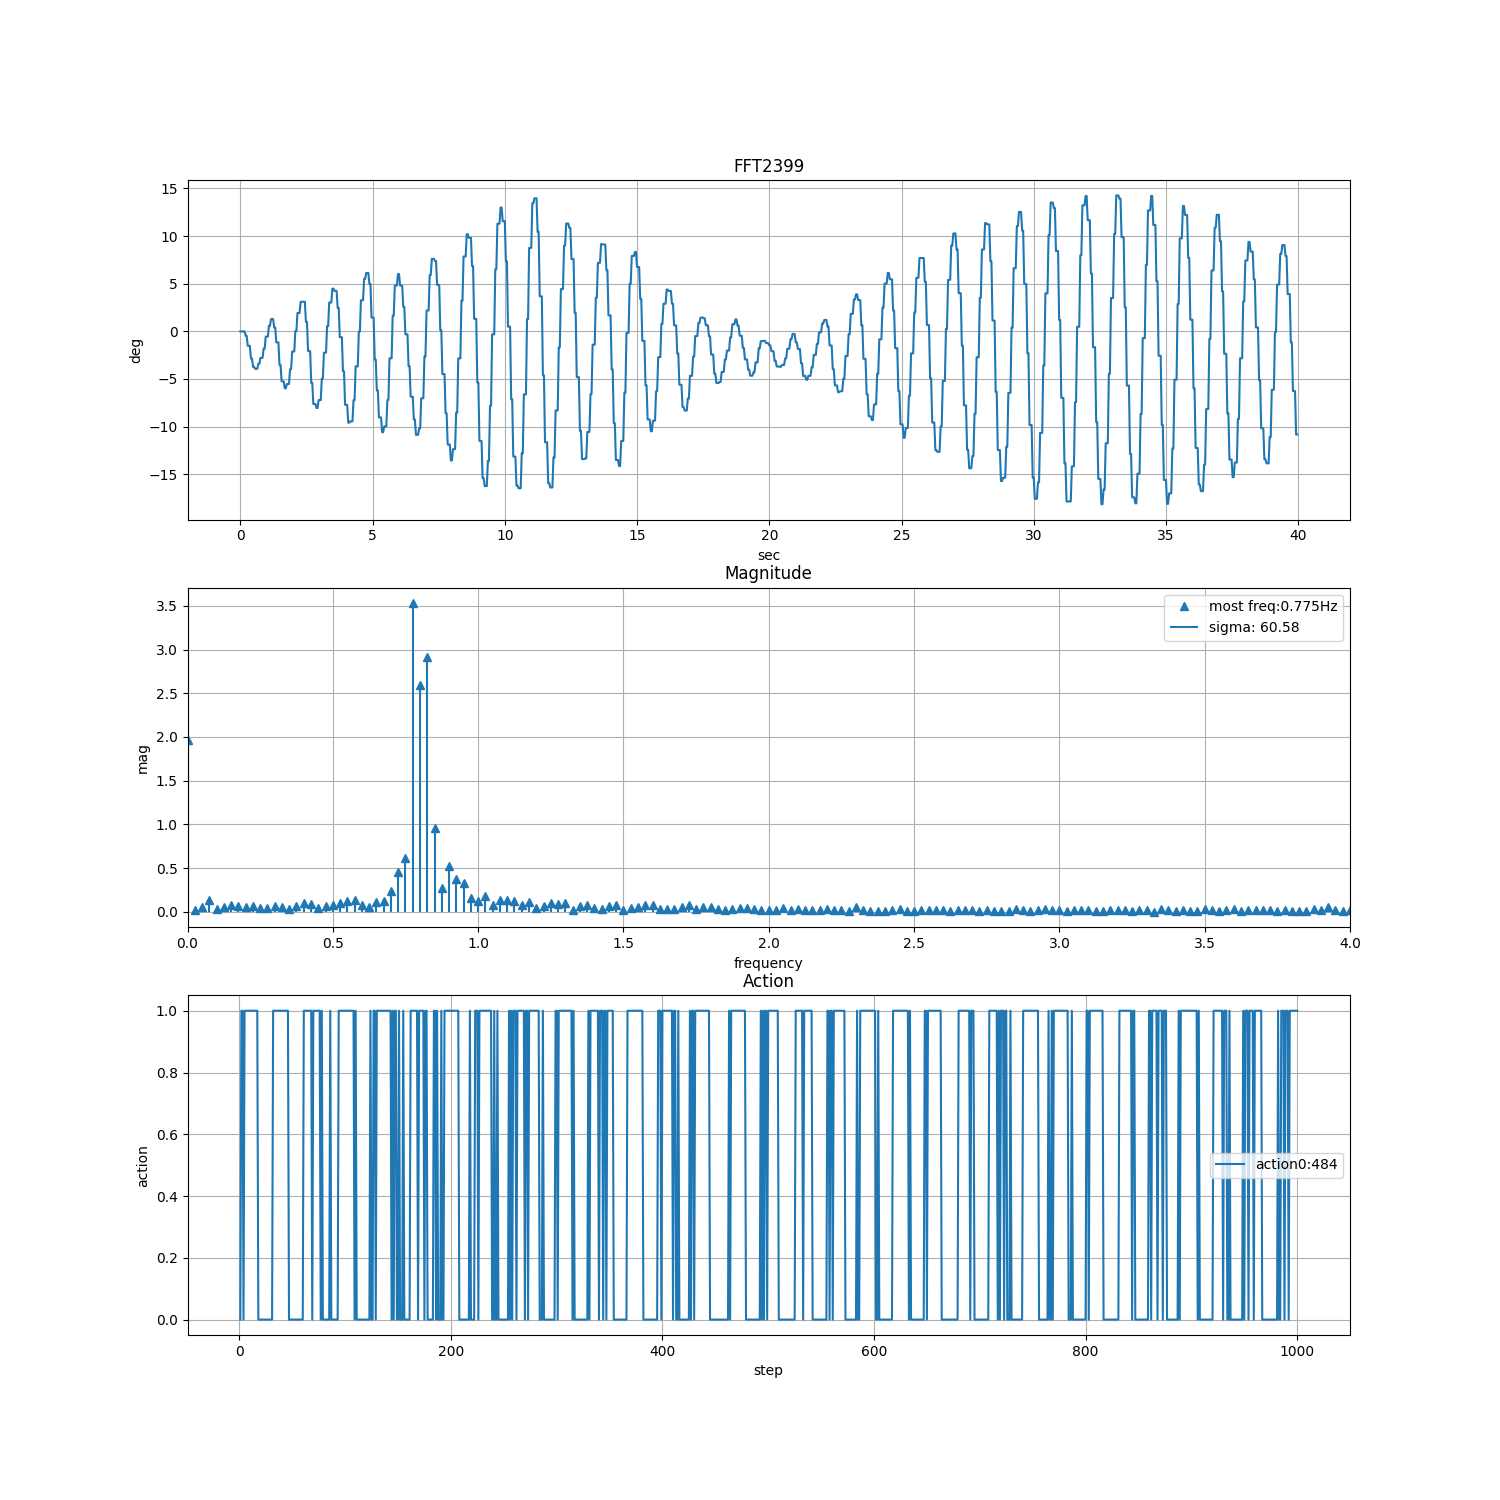 FFT2399
15
10
5
0
−5
−10
−15
deg
0 5 10 15 20 25 30 35 40
sec
Magnitude
3.5
3.0
2.5
2.0
1.5
1.0
0.5
0.0
mag
most freq:0.775Hz
sigma: 60.58
0.0 0.5 1.0 1.5 2.0 2.5 3.0 3.5 4.0
frequency
Action
1.0
0.8
0.6
0.4
0.2
0.0
action
action0:484
0 200 400 600 800 1000
step